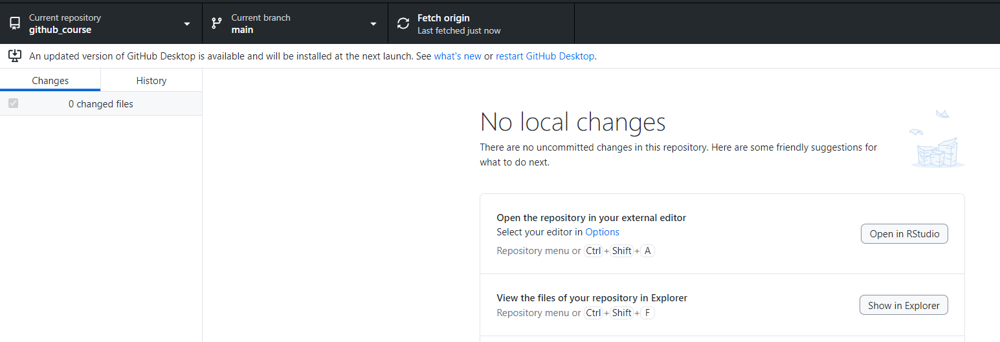 Current repository
github_course
Current branch
main
Fetch origin
Last fetched just now
An updated version of GitHub Desktop is available and will be installed at the next launch. See what's new or restart GitHub Desktop.
Changes
History
0 changed files
No local changes
There are no uncommitted changes in this repository. Here are some friendly suggestions for
what to do next.
Open the repository in your external editor
Select your editor in Options
Repository menu or Ctrl + Shift + A
Open in RStudio
View the files of your repository in Explorer
Repository menu or Ctrl + Shift + F
Show in Explorer